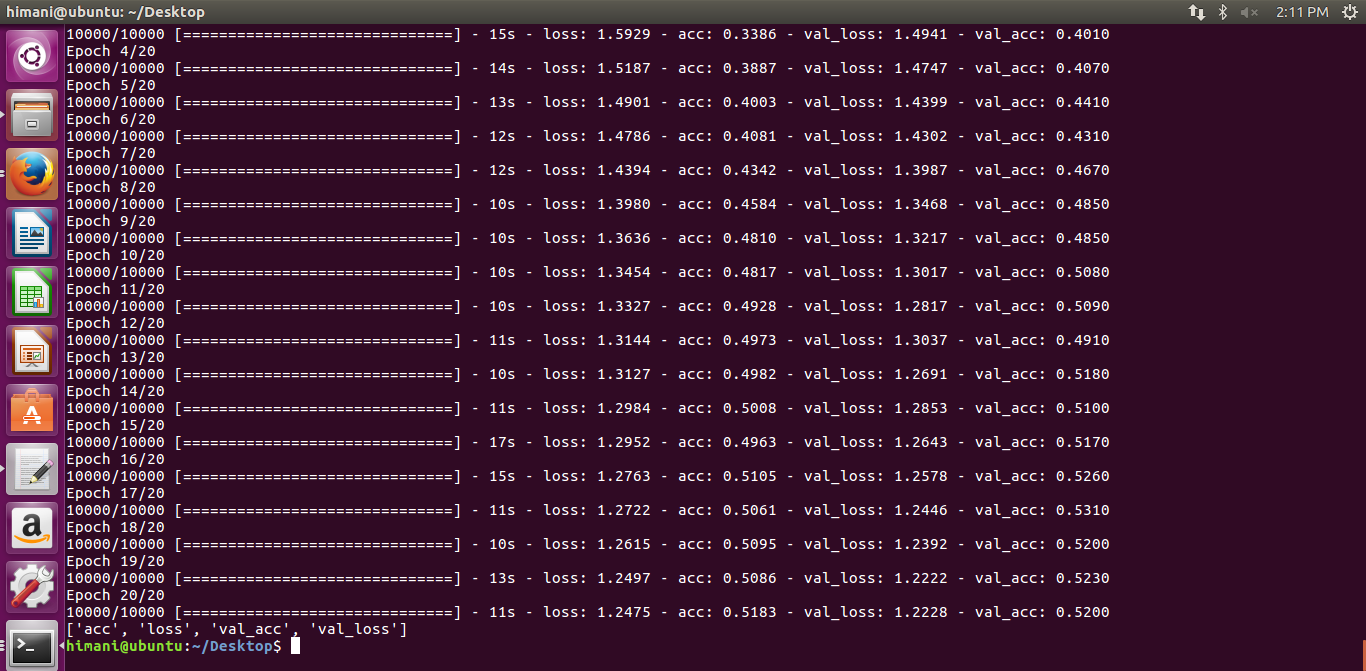 himani@ubuntu: ~/Desktop
2:11 PM
10000/10000 [==============================] - 15s - loss: 1.5929 - acc: 0.3386 - val_loss: 1.4941 - val_acc: 0.4010
Epoch 4/20
10000/10000 [==============================] - 14s - loss: 1.5187 - acc: 0.3887 - val_loss: 1.4747 - val_acc: 0.4070
Epoch 5/20
10000/10000 [==============================] - 13s - loss: 1.4901 - acc: 0.4003 - val_loss: 1.4399 - val_acc: 0.4410
Epoch 6/20
10000/10000 [==============================] - 12s - loss: 1.4786 - acc: 0.4081 - val_loss: 1.4302 - val_acc: 0.4310
Epoch 7/20
10000/10000 [==============================] - 12s - loss: 1.4394 - acc: 0.4342 - val_loss: 1.3987 - val_acc: 0.4670
Epoch 8/20
10000/10000 [==============================] - 10s - loss: 1.3980 - acc: 0.4584 - val_loss: 1.3468 - val_acc: 0.4850
Epoch 9/20
10000/10000 [==============================] - 10s - loss: 1.3636 - acc: 0.4810 - val_loss: 1.3217 - val_acc: 0.4850
Epoch 10/20
10000/10000 [==============================] - 10s - loss: 1.3454 - acc: 0.4817 - val_loss: 1.3017 - val_acc: 0.5080
Epoch 11/20
10000/10000 [==============================] - 10s - loss: 1.3327 - acc: 0.4928 - val_loss: 1.2817 - val_acc: 0.5090
Epoch 12/20
10000/10000 [==============================] - 11s - loss: 1.3144 - acc: 0.4973 - val_loss: 1.3037 - val_acc: 0.4910
Epoch 13/20
10000/10000 [==============================] - 10s - loss: 1.3127 - acc: 0.4982 - val_loss: 1.2691 - val_acc: 0.5180
Epoch 14/20
10000/10000 [==============================] - 11s - loss: 1.2984 - acc: 0.5008 - val_loss: 1.2853 - val_acc: 0.5100
Epoch 15/20
10000/10000 [==============================] - 17s - loss: 1.2952 - acc: 0.4963 - val_loss: 1.2643 - val_acc: 0.5170
Epoch 16/20
10000/10000 [==============================] - 15s - loss: 1.2763 - acc: 0.5105 - val_loss: 1.2578 - val_acc: 0.5260
Epoch 17/20
10000/10000 [==============================] - 11s - loss: 1.2722 - acc: 0.5061 - val_loss: 1.2446 - val_acc: 0.5310
Epoch 18/20
10000/10000 [==============================] - 10s - loss: 1.2615 - acc: 0.5095 - val_loss: 1.2392 - val_acc: 0.5200
Epoch 19/20
10000/10000 [==============================] - 13s - loss: 1.2497 - acc: 0.5086 - val_loss: 1.2222 - val_acc: 0.5230
Epoch 20/20
10000/10000 [==============================] - 11s - loss: 1.2475 - acc: 0.5183 - val_loss: 1.2228 - val_acc: 0.5200
['acc', 'loss', 'val_acc', 'val_loss']
himani@ubuntu:~/Desktop$